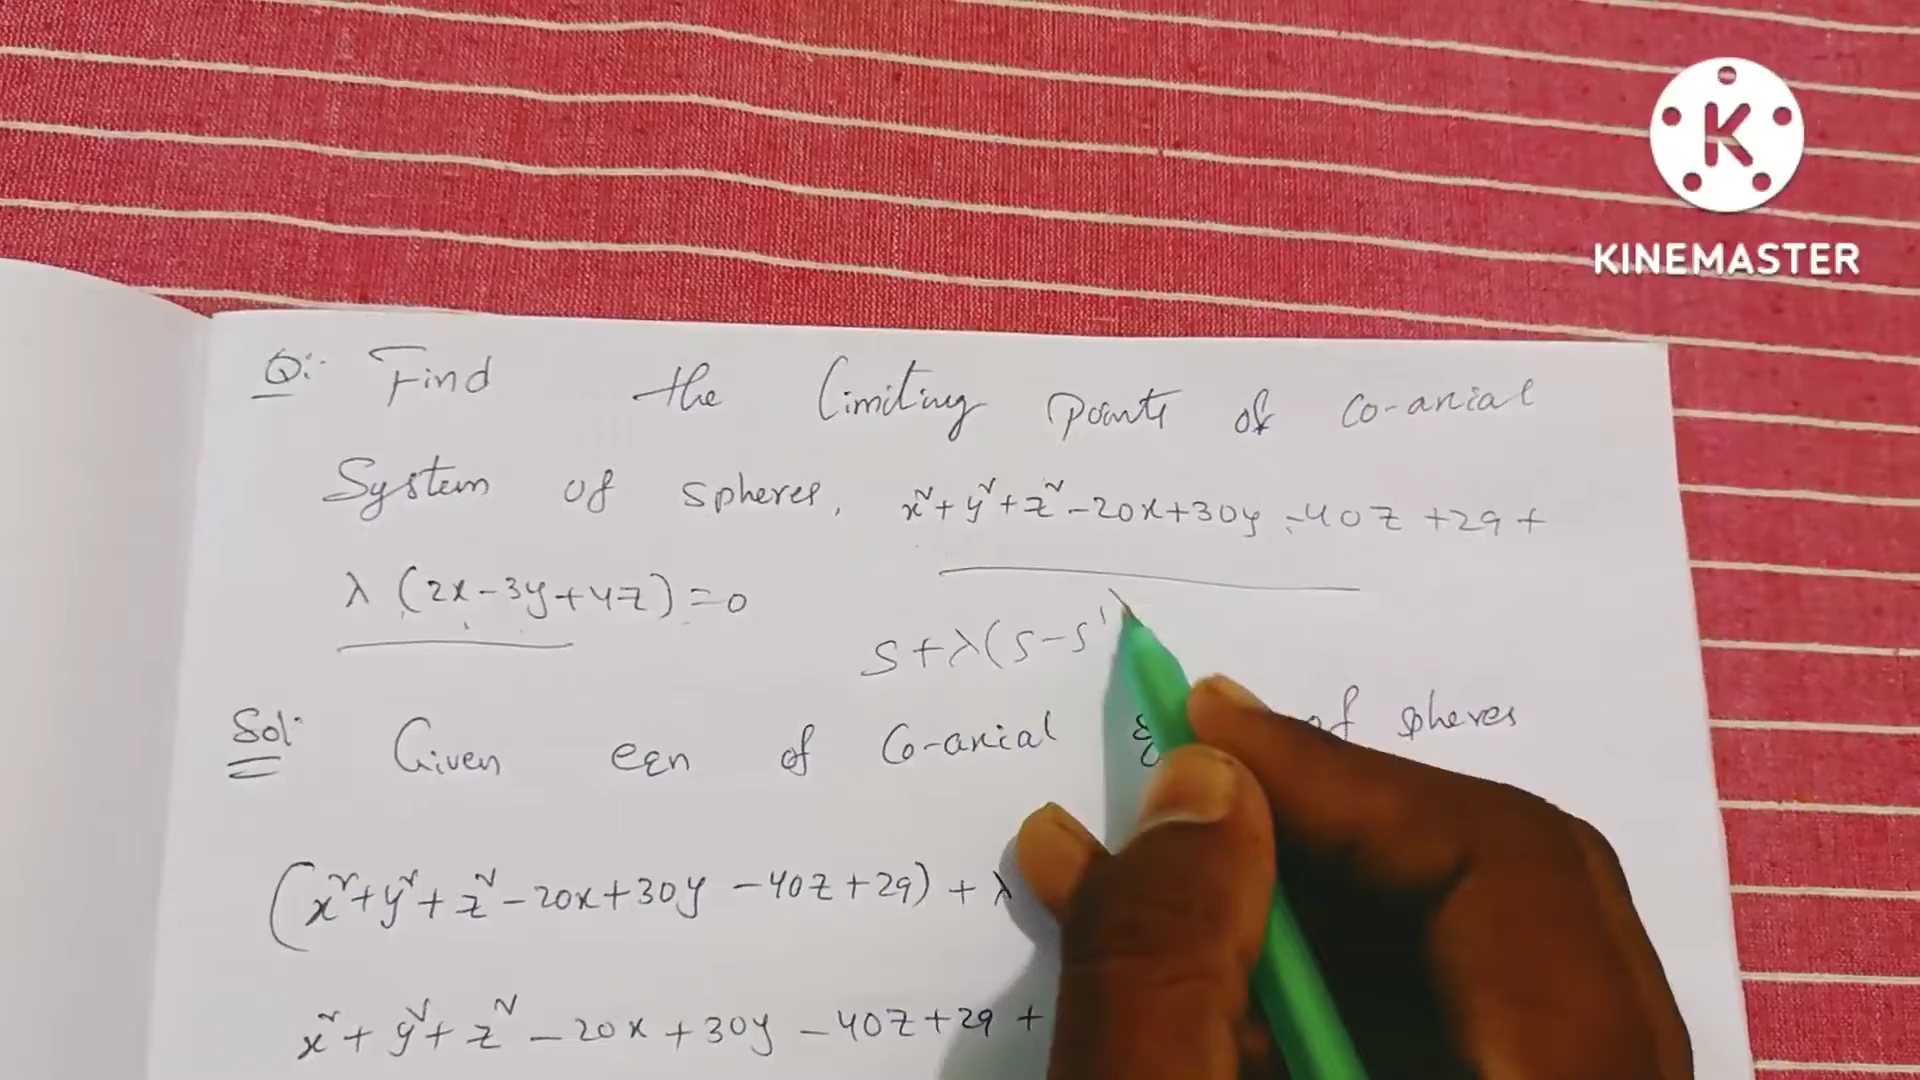 KINEMASTER
Q:- Find the limiting points of co-axial
System of spheres, x²+y²+z²-20x+30y-40z+29+
λ(2x-3y+4z)=0
S+λ(S-S'
Sol: Given eqn of Co-axial of spheres
(x²+y²+z²-20x+30y-40z+29)+λ
x²+y²+z²-20x+30y-40z+29+